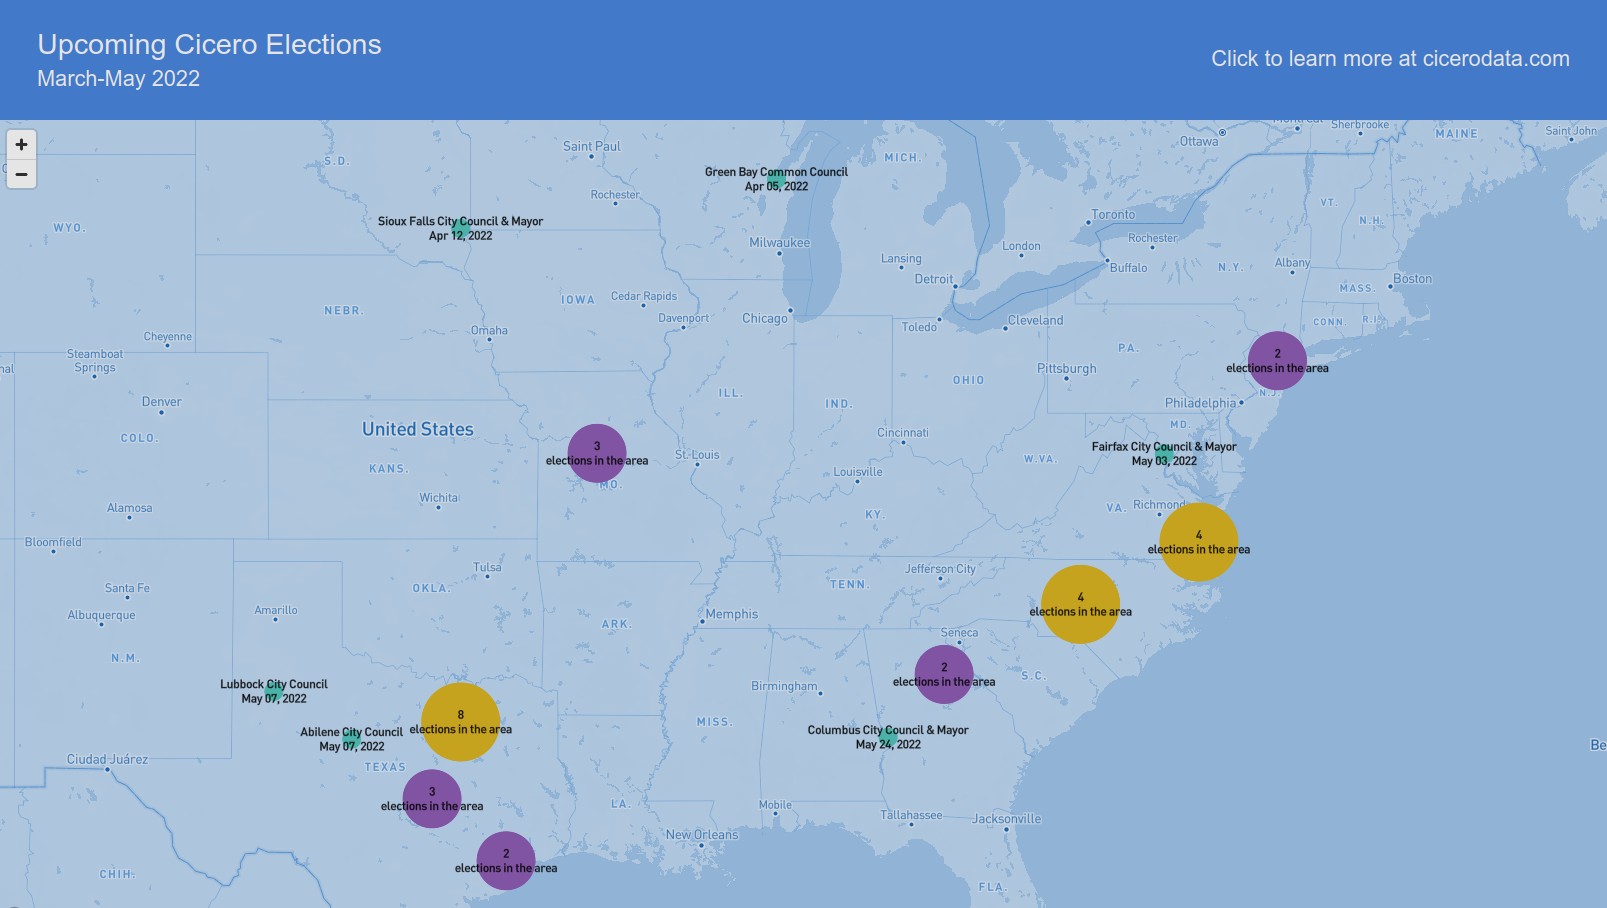 Upcoming Cicero Elections
March-May 2022
Click to learn more at cicerodata.com
+
−
Ottawa
Sherbrooke
MAINE
Saint John
Saint Paul
S.D.
MICH.
Green Bay Common Council
Apr 05, 2022
Rochester
VT.
Toronto
N.H.
Sioux Falls City Council & Mayor
Apr 12, 2022
WYO.
Milwaukee
London
Rochester
Lansing
Buffalo
N.Y.
Albany
Detroit
Boston
MASS.
IOWA
Cedar Rapids
NEBR.
Davenport
Chicago
Toledo
Cleveland
CONN.
R.I.
Omaha
Cheyenne
Steamboat
Springs
PA.
2
elections in the area
Pittsburgh
OHIO
ILL.
IND.
N.J.
Denver
Philadelphia
United States
COLO.
Cincinnati
MD.
3
elections in the area
Fairfax City Council & Mayor
May 03, 2022
St. Louis
W.VA.
KANS.
Louisville
MO.
Wichita
Alamosa
KY.
VA.
Richmond
4
elections in the area
Bloomfield
Tulsa
Jefferson City
Santa Fe
OKLA.
TENN.
4
elections in the area
Albuquerque
Amarillo
Memphis
ARK.
Seneca
N.M.
2
elections in the area
S.C.
Lubbock City Council
May 07, 2022
Birmingham
8
elections in the area
MISS.
Abilene City Council
May 07, 2022
Columbus City Council & Mayor
May 24, 2022
Ciudad Juárez
TEXAS
3
elections in the area
LA.
Mobile
Tallahassee
Jacksonville
New Orleans
2
elections in the area
CHIH.
FLA.